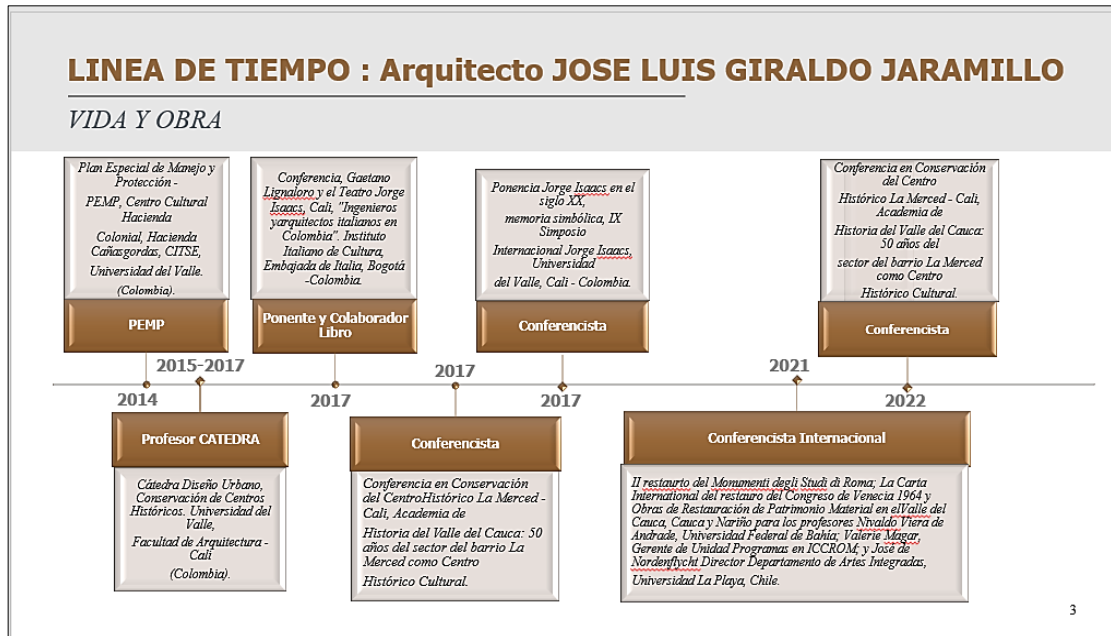 LINEA DE TIEMPO : Arquitecto JOSE LUIS GIRALDO JARAMILLO
VIDA Y OBRA
Plan Especial de Manejo y
Protección -
PEMP, Centro Cultural
Hacienda
Colonial, Hacienda
Cañasgordas, CITSE,
Universidad del Valle.
(Colombia).
PEMP
Conferencia, Gaetano
Lignaloro y el Teatro Jorge
Isaacs, Cali, "Ingenieros
yarquitectos italianos en
Colombia". Instituto
Italiano de Cultura,
Embajada de Italia, Bogotá
-Colombia.
Ponente y Colaborador
Libro
Ponencia Jorge Isaacs en el
siglo XX,
memoria simbólica, IX
Simposio
Internacional Jorge Isaacs,
Universidad
del Valle, Cali - Colombia.
Conferencista
Conferencia en Conservación
del Centro
Histórico La Merced - Cali,
Academia de
Historia del Valle del Cauca:
50 años del
sector del barrio La Merced
como Centro
Histórico Cultural.
Conferencista
2015-2017
2017
2021
2014
2017
2017
2022
Profesor CATEDRA
Cátedra Diseño Urbano,
Conservación de Centros
Históricos. Universidad del
Valle,
Facultad de Arquitectura -
Cali
(Colombia).
Conferencista
Conferencia en Conservación
del CentroHistórico La Merced -
Cali, Academia de
Historia del Valle del Cauca: 50
años del sector del barrio La
Merced como Centro
Histórico Cultural.
Conferencista Internacional
II restaurto del Monumenti degli Studi di Roma; La Carta
International del restauro del Congreso de Venecia 1964 y
Obras de Restauración de Patrimonio Material en elValle del
Cauca, Cauca y Nariño para los profesores Nivaldo Viera de
Andrade, Universidad Federal de Bahía; Valerie Magar,
Gerente de Unidad Programas en ICCROM; y José de
Nordenflycht Director Departamento de Artes Integradas,
Universidad La Playa, Chile.
3